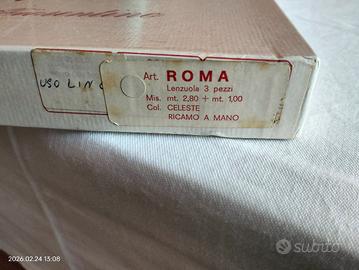 USO LINO
Art. ROMA
Lenzuola 3 pezzi
Mis. mt. 2,80 + mt. 1,00
Col. CELESTE
RICAMO A MANO
2026.02.24 13:08
subito